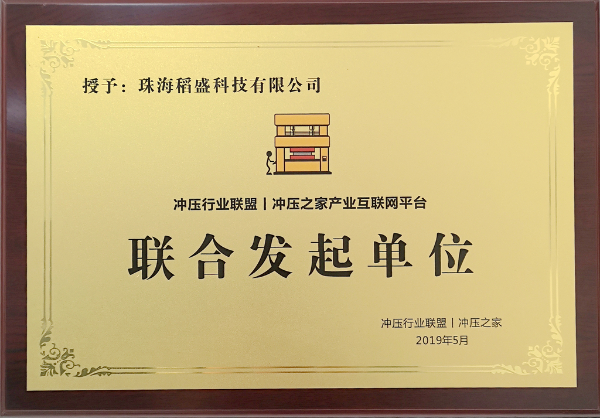 授予：珠海稻盛科技有限公司
冲压行业联盟丨冲压之家产业互联网平台
联合发起单位
冲压行业联盟丨冲压之家
2019年5月